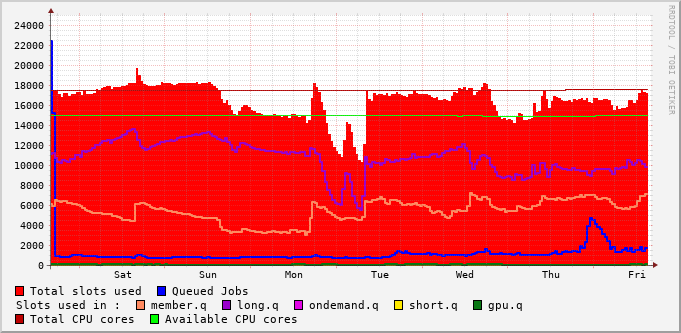 24000
22000
20000
18000
16000
14000
12000
10000
8000
6000
4000
2000
0
Sat Sun Mon Tue Wed Thu Fri
Total slots used Queued Jobs
Slots used in : member.q long.q ondemand.q short.q gpu.q
Total CPU cores Available CPU cores
RRDTOOL / TOBI OETIKER